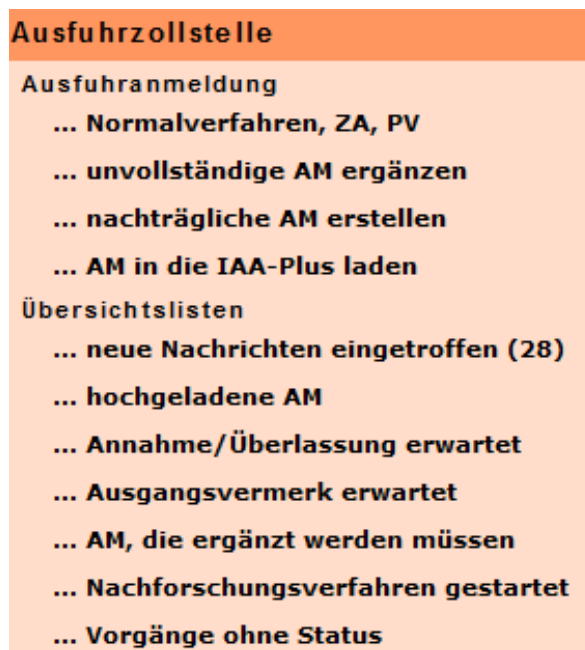 Ausfuhrzollstelle
Ausfuhranmeldung
... Normalverfahren, ZA, PV
... unvollständige AM ergänzen
... nachträgliche AM erstellen
... AM in die IAA-Plus laden
Übersichtslisten
... neue Nachrichten eingetroffen (28)
... hochgeladene AM
... Annahme/Überlassung erwartet
... Ausgangsvermerk erwartet
... AM, die ergänzt werden müssen
... Nachforschungsverfahren gestartet
... Vorgänge ohne Status